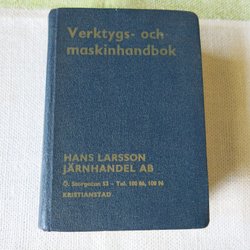 Verktygs- och
maskinhandbok
HANS LARSSON
JÄRNHANDEL AB
Ö. Storgatan 53 – Tel. 100 86, 100 96
KRISTIANSTAD